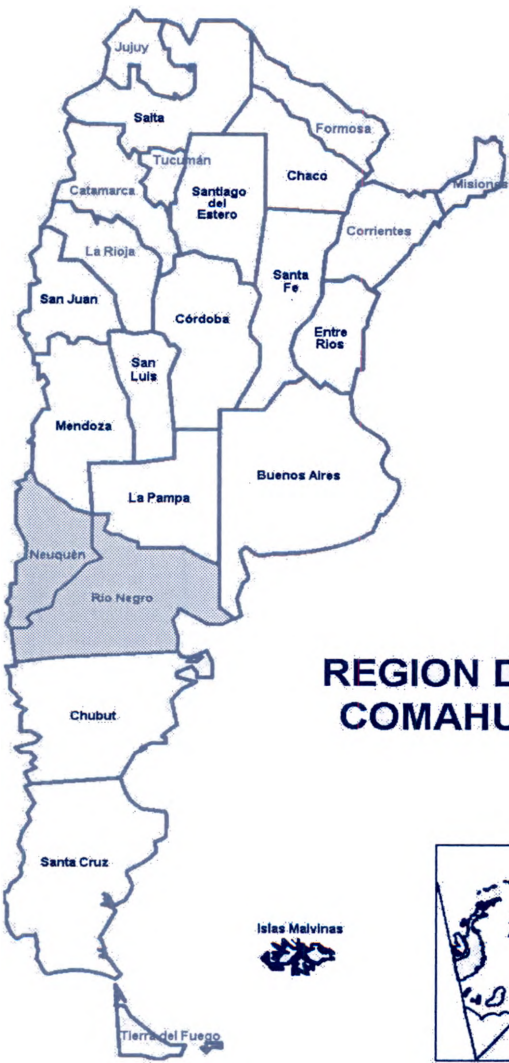 Jujuy
Salta
Formosa
Tucumán
Chaco
Misiones
Catamarca
Santiago
del
Estero
Corrientes
La Rioja
Santa
Fe
San Juan
Córdoba
Entre
Rios
San
Luis
Mendoza
Buenos Aires
La Pampa
Neuquén
Rio Negro
REGION D
COMAHU
Chubut
Santa Cruz
Islas Malvinas
Tierra del Fuego